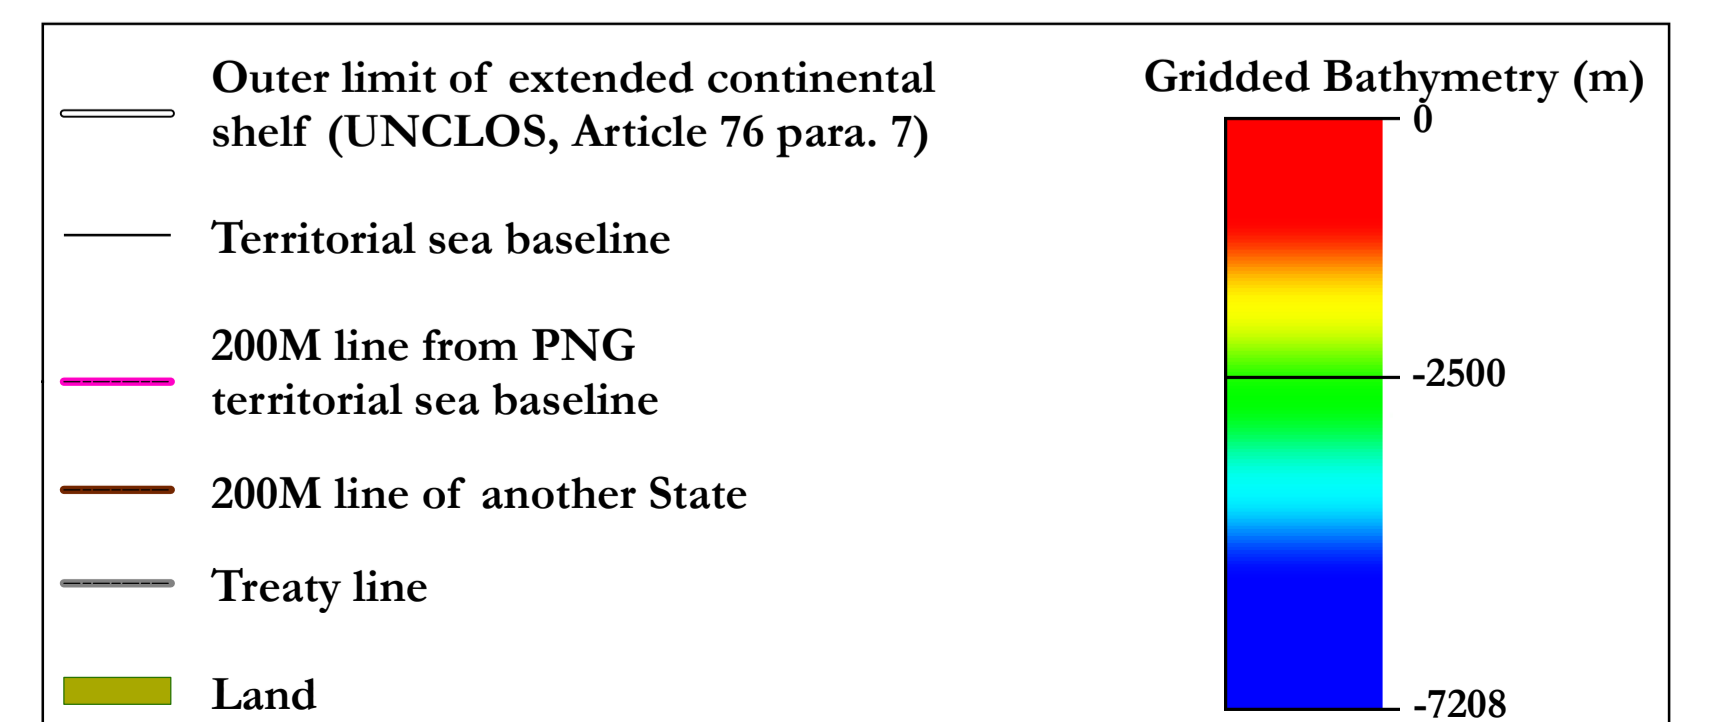 Outer limit of extended continental
shelf (UNCLOS, Article 76 para. 7)
Territorial sea baseline
200M line from PNG
territorial sea baseline
200M line of another State
Treaty line
Land
Gridded Bathymetry (m)
0
-2500
-7208